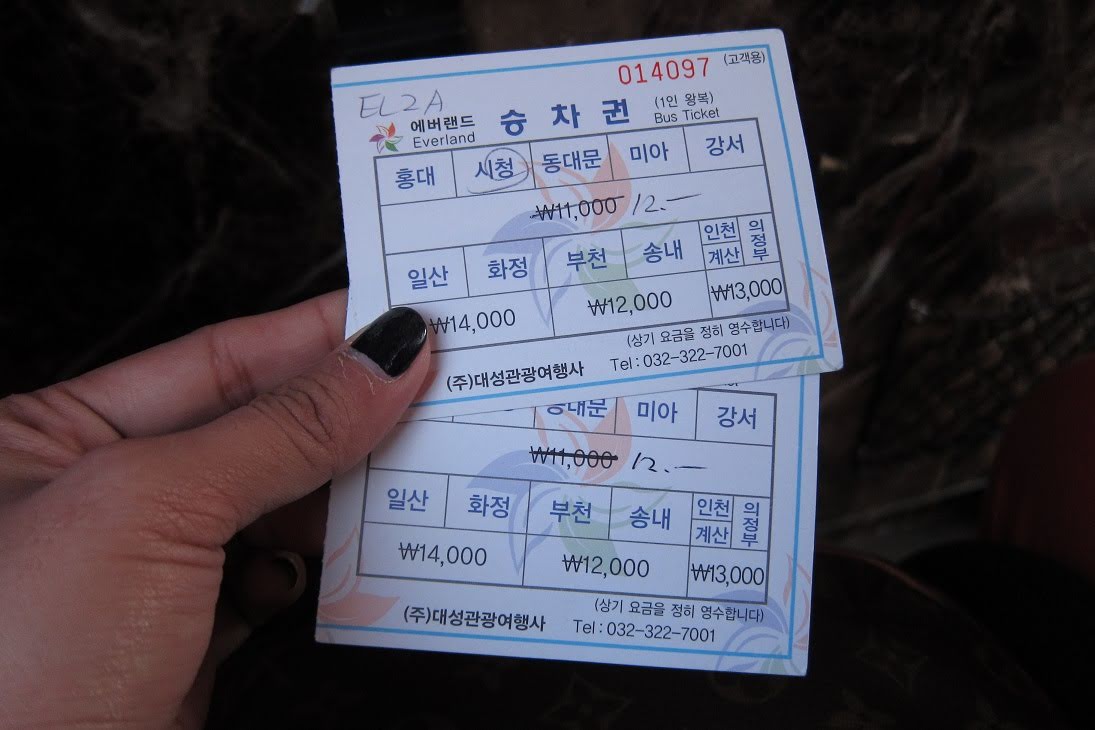 014097 (고객용)
EL2A
에버랜드 승차권 (1인 왕복)
Everland Bus Ticket
홍대 시청 동대문 미아 강서
₩11,000 12.—
일산 화정 부천 송내 인천 계산 의정부
₩14,000 ₩12,000 ₩13,000
(상기 요금을 정히 영수합니다)
(주)대성관광여행사 Tel:032-322-7001
동대문 미아 강서
₩11,000 12.—
일산 화정 부천 송내 인천 계산 의정부
₩14,000 ₩12,000 ₩13,000
(상기 요금을 정히 영수합니다)
(주)대성관광여행사 Tel:032-322-7001